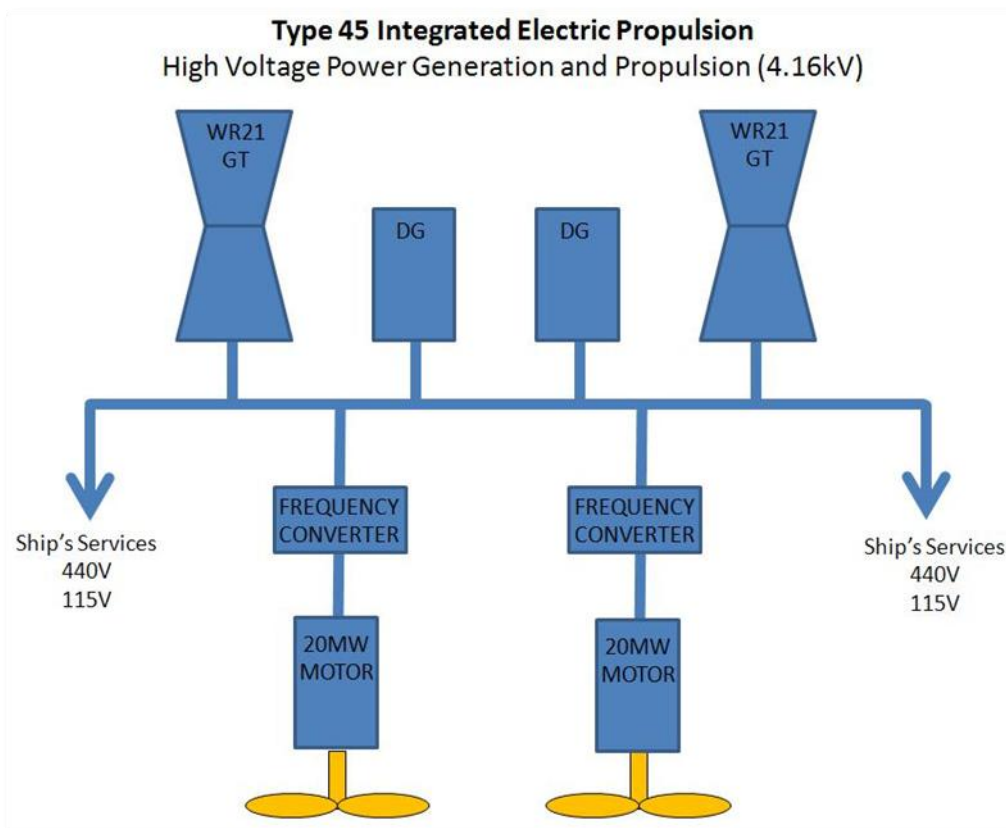 Type 45 Integrated Electric Propulsion
High Voltage Power Generation and Propulsion (4.16kV)
WR21
GT
DG
DG
WR21
GT
FREQUENCY
CONVERTER
FREQUENCY
CONVERTER
Ship's Services
440V
115V
Ship's Services
440V
115V
20MW
MOTOR
20MW
MOTOR